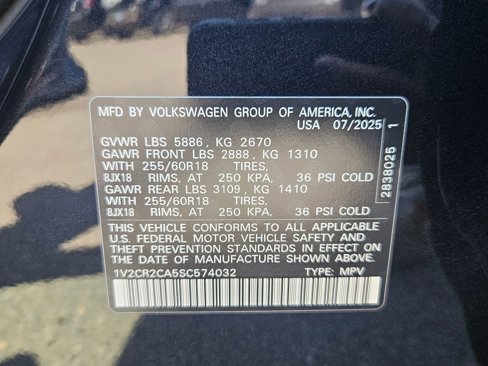 MFD BY VOLKSWAGEN GROUP OF AMERICA, INC.
USA 07/2025
GVWR LBS 5886, KG 2670
GAWR FRONT LBS 2888, KG 1310
WITH 255/60R18 TIRES,
8JX18 RIMS, AT 250 KPA, 36 PSI COLD
GAWR REAR LBS 3109, KG 1410
WITH 255/60R18 TIRES,
8JX18 RIMS, AT 250 KPA, 36 PSI COLD
THIS VEHICLE CONFORMS TO ALL APPLICABLE
U.S. FEDERAL MOTOR VEHICLE SAFETY AND
THEFT PREVENTION STANDARDS IN EFFECT ON
THE DATE OF MANUFACTURE SHOWN ABOVE.
1V2CR2CA5SC574032 TYPE: MPV
2838025 1